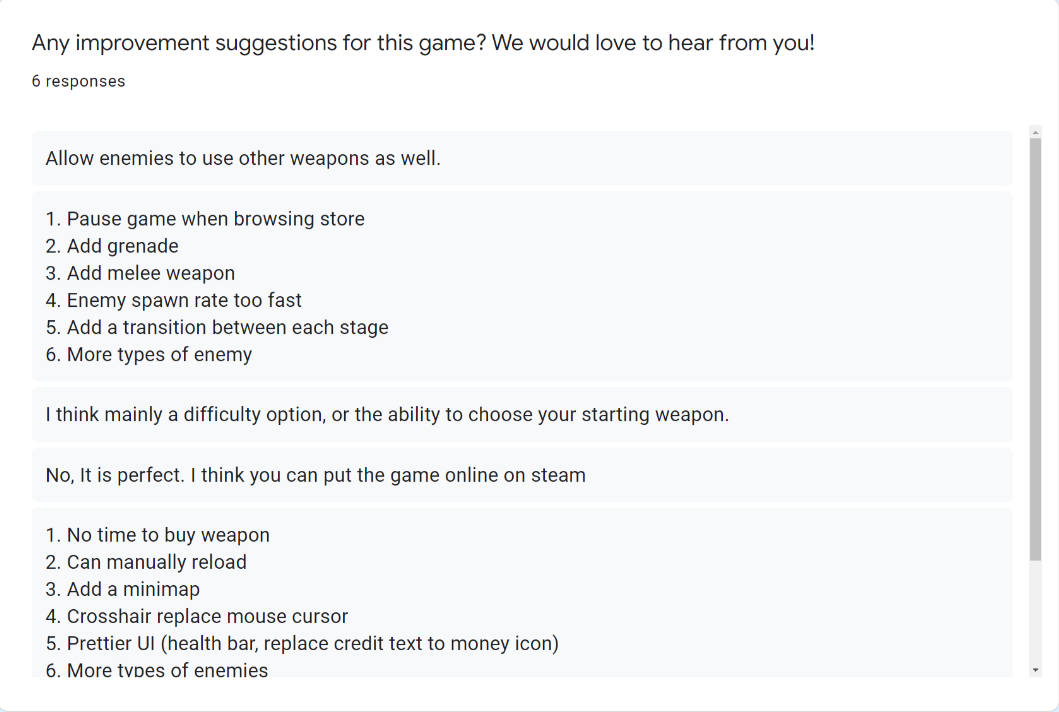 Any improvement suggestions for this game? We would love to hear from you!
6 responses
Allow enemies to use other weapons as well.
1. Pause game when browsing store
2. Add grenade
3. Add melee weapon
4. Enemy spawn rate too fast
5. Add a transition between each stage
6. More types of enemy
I think mainly a difficulty option, or the ability to choose your starting weapon.
No, It is perfect. I think you can put the game online on steam
1. No time to buy weapon
2. Can manually reload
3. Add a minimap
4. Crosshair replace mouse cursor
5. Prettier UI (health bar, replace credit text to money icon)
6. More types of enemies